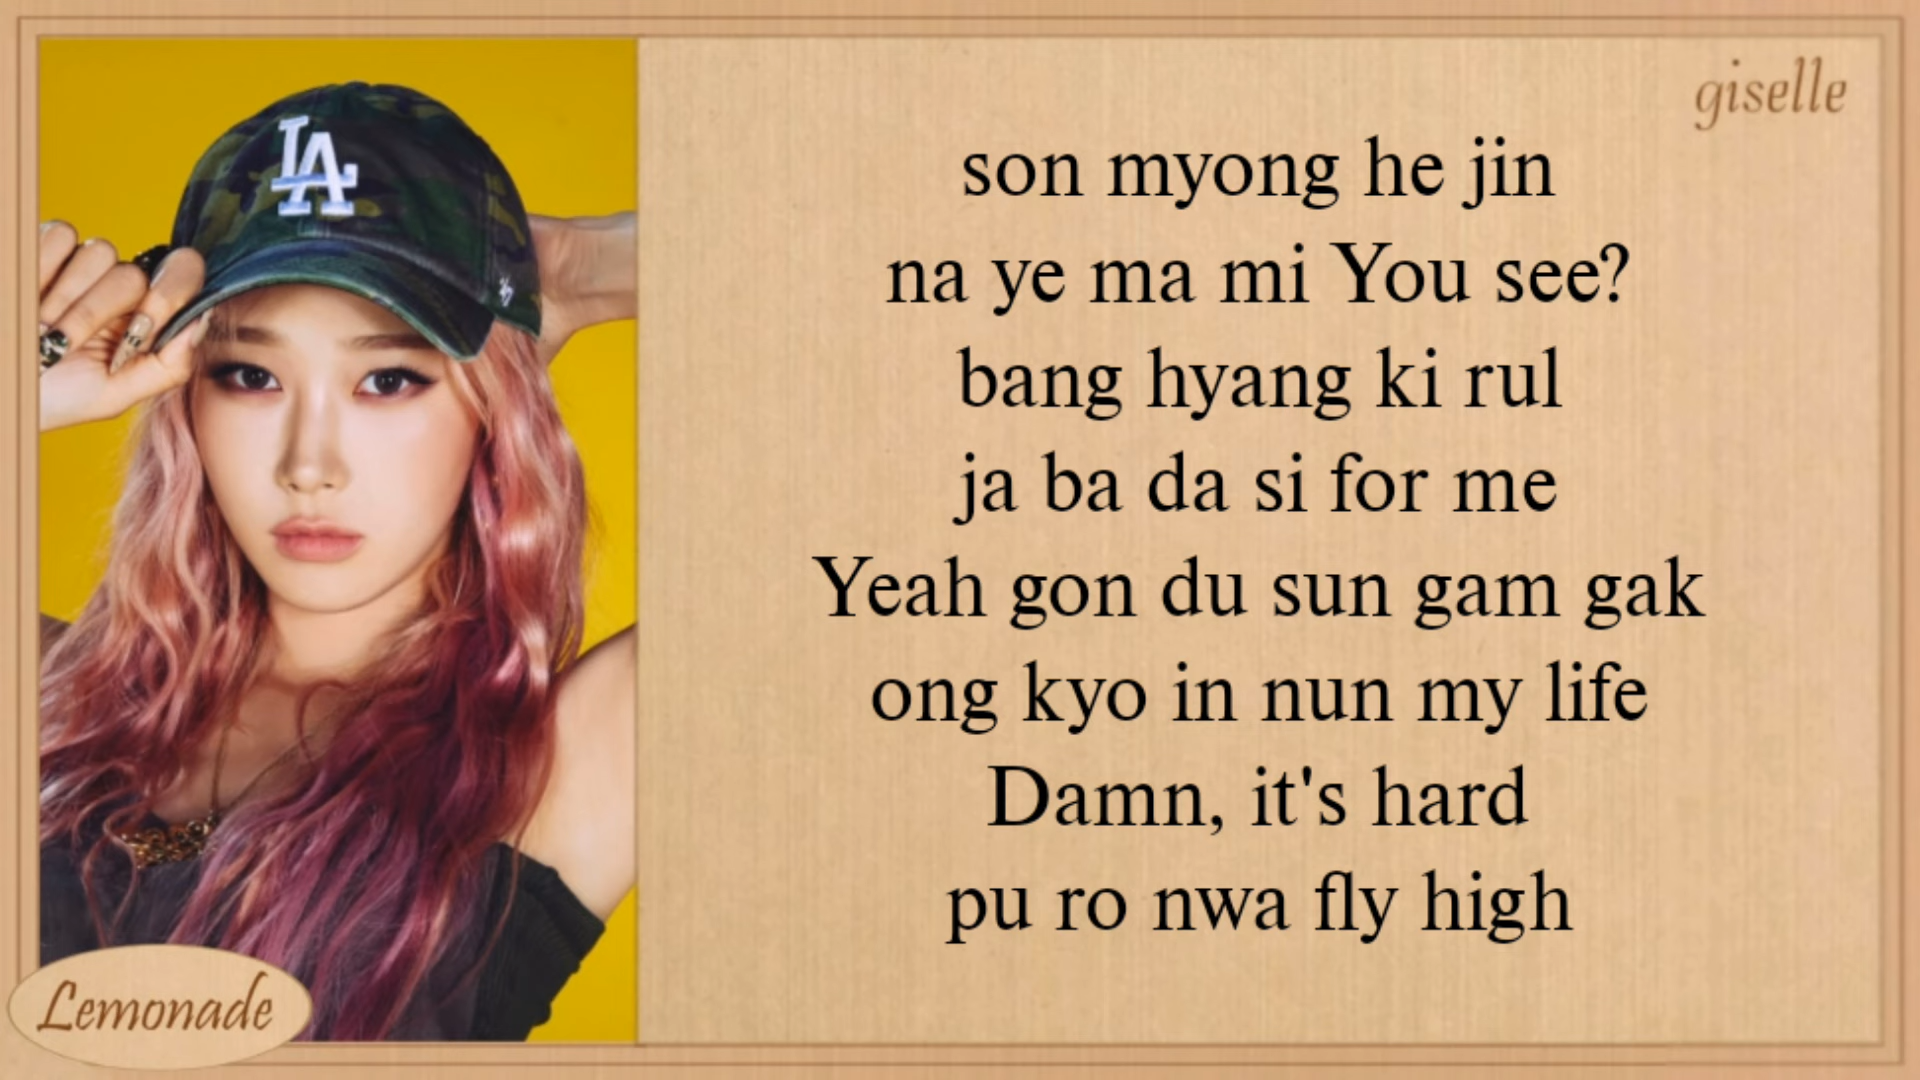 LA
giselle
son myong he jin
na ye ma mi You see?
bang hyang ki rul
ja ba da si for me
Yeah gon du sun gam gak
ong kyo in nun my life
Damn, it's hard
pu ro nwa fly high
Lemonade